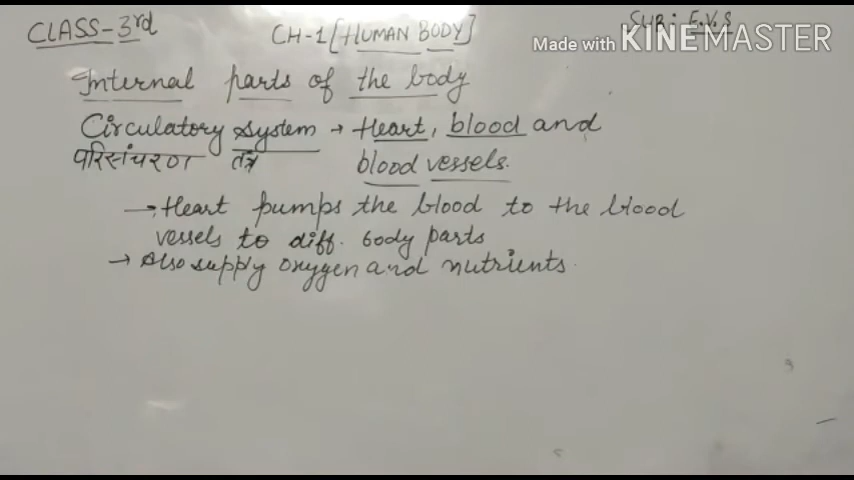 CLASS-3rd CH-1 [HUMAN BODY] SUB: E.V.S
Made with KINEMASTER
Internal parts of the body
Circulatory system → Heart, blood and
परिसंचरण तंत्र blood vessels.
→ Heart pumps the blood to the blood
vessels to diff. body parts
→ Also supply oxygen and nutrients.